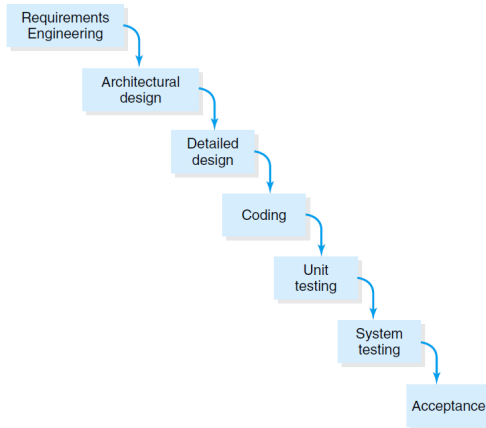 Requirements
Engineering
Architectural
design
Detailed
design
Coding
Unit
testing
System
testing
Acceptance